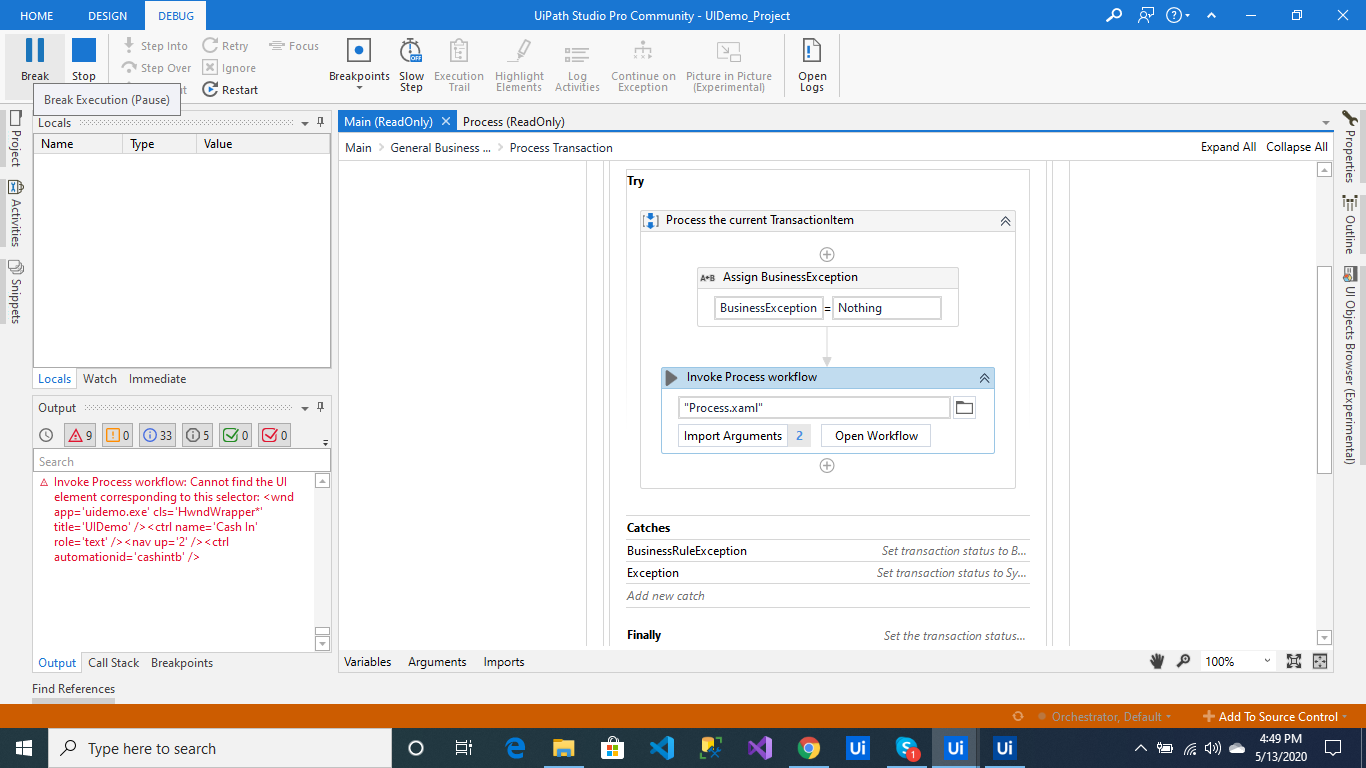 HOME DESIGN DEBUG UiPath Studio Pro Community - UIDemo_Project
Break Stop Step Into Step Over Retry Ignore Restart Focus
Breakpoints Slow Step Execution Trail Highlight Elements Log Activities Continue on Exception Picture in Picture (Experimental) Open Logs
Break Execution (Pause)
Project
Activities
Snippets
Locals
Name Type Value
Locals Watch Immediate
Output
9 0 33 5 0 0
Search
Invoke Process workflow: Cannot find the UI
element corresponding to this selector: <wnd
app='uidemo.exe' cls='HwndWrapper*'
title='UIDemo' /><ctrl name='Cash In'
role='text' /><nav up='2' /><ctrl
automationid='cashintb' />
Output Call Stack Breakpoints
Find References
Main (ReadOnly) Process (ReadOnly)
Main General Business ... Process Transaction Expand All Collapse All
Try
Process the current TransactionItem
A+B Assign BusinessException
BusinessException = Nothing
Invoke Process workflow
"Process.xaml"
Import Arguments 2 Open Workflow
Catches
BusinessRuleException Set transaction status to B...
Exception Set transaction status to Sy...
Add new catch
Finally Set the transaction status...
Variables Arguments Imports 100%
Properties
Outline
UI Objects Browser (Experimental)
Orchestrator, Default Add To Source Control
Type here to search
Ui Ui Ui
1
4:49 PM
5/13/2020